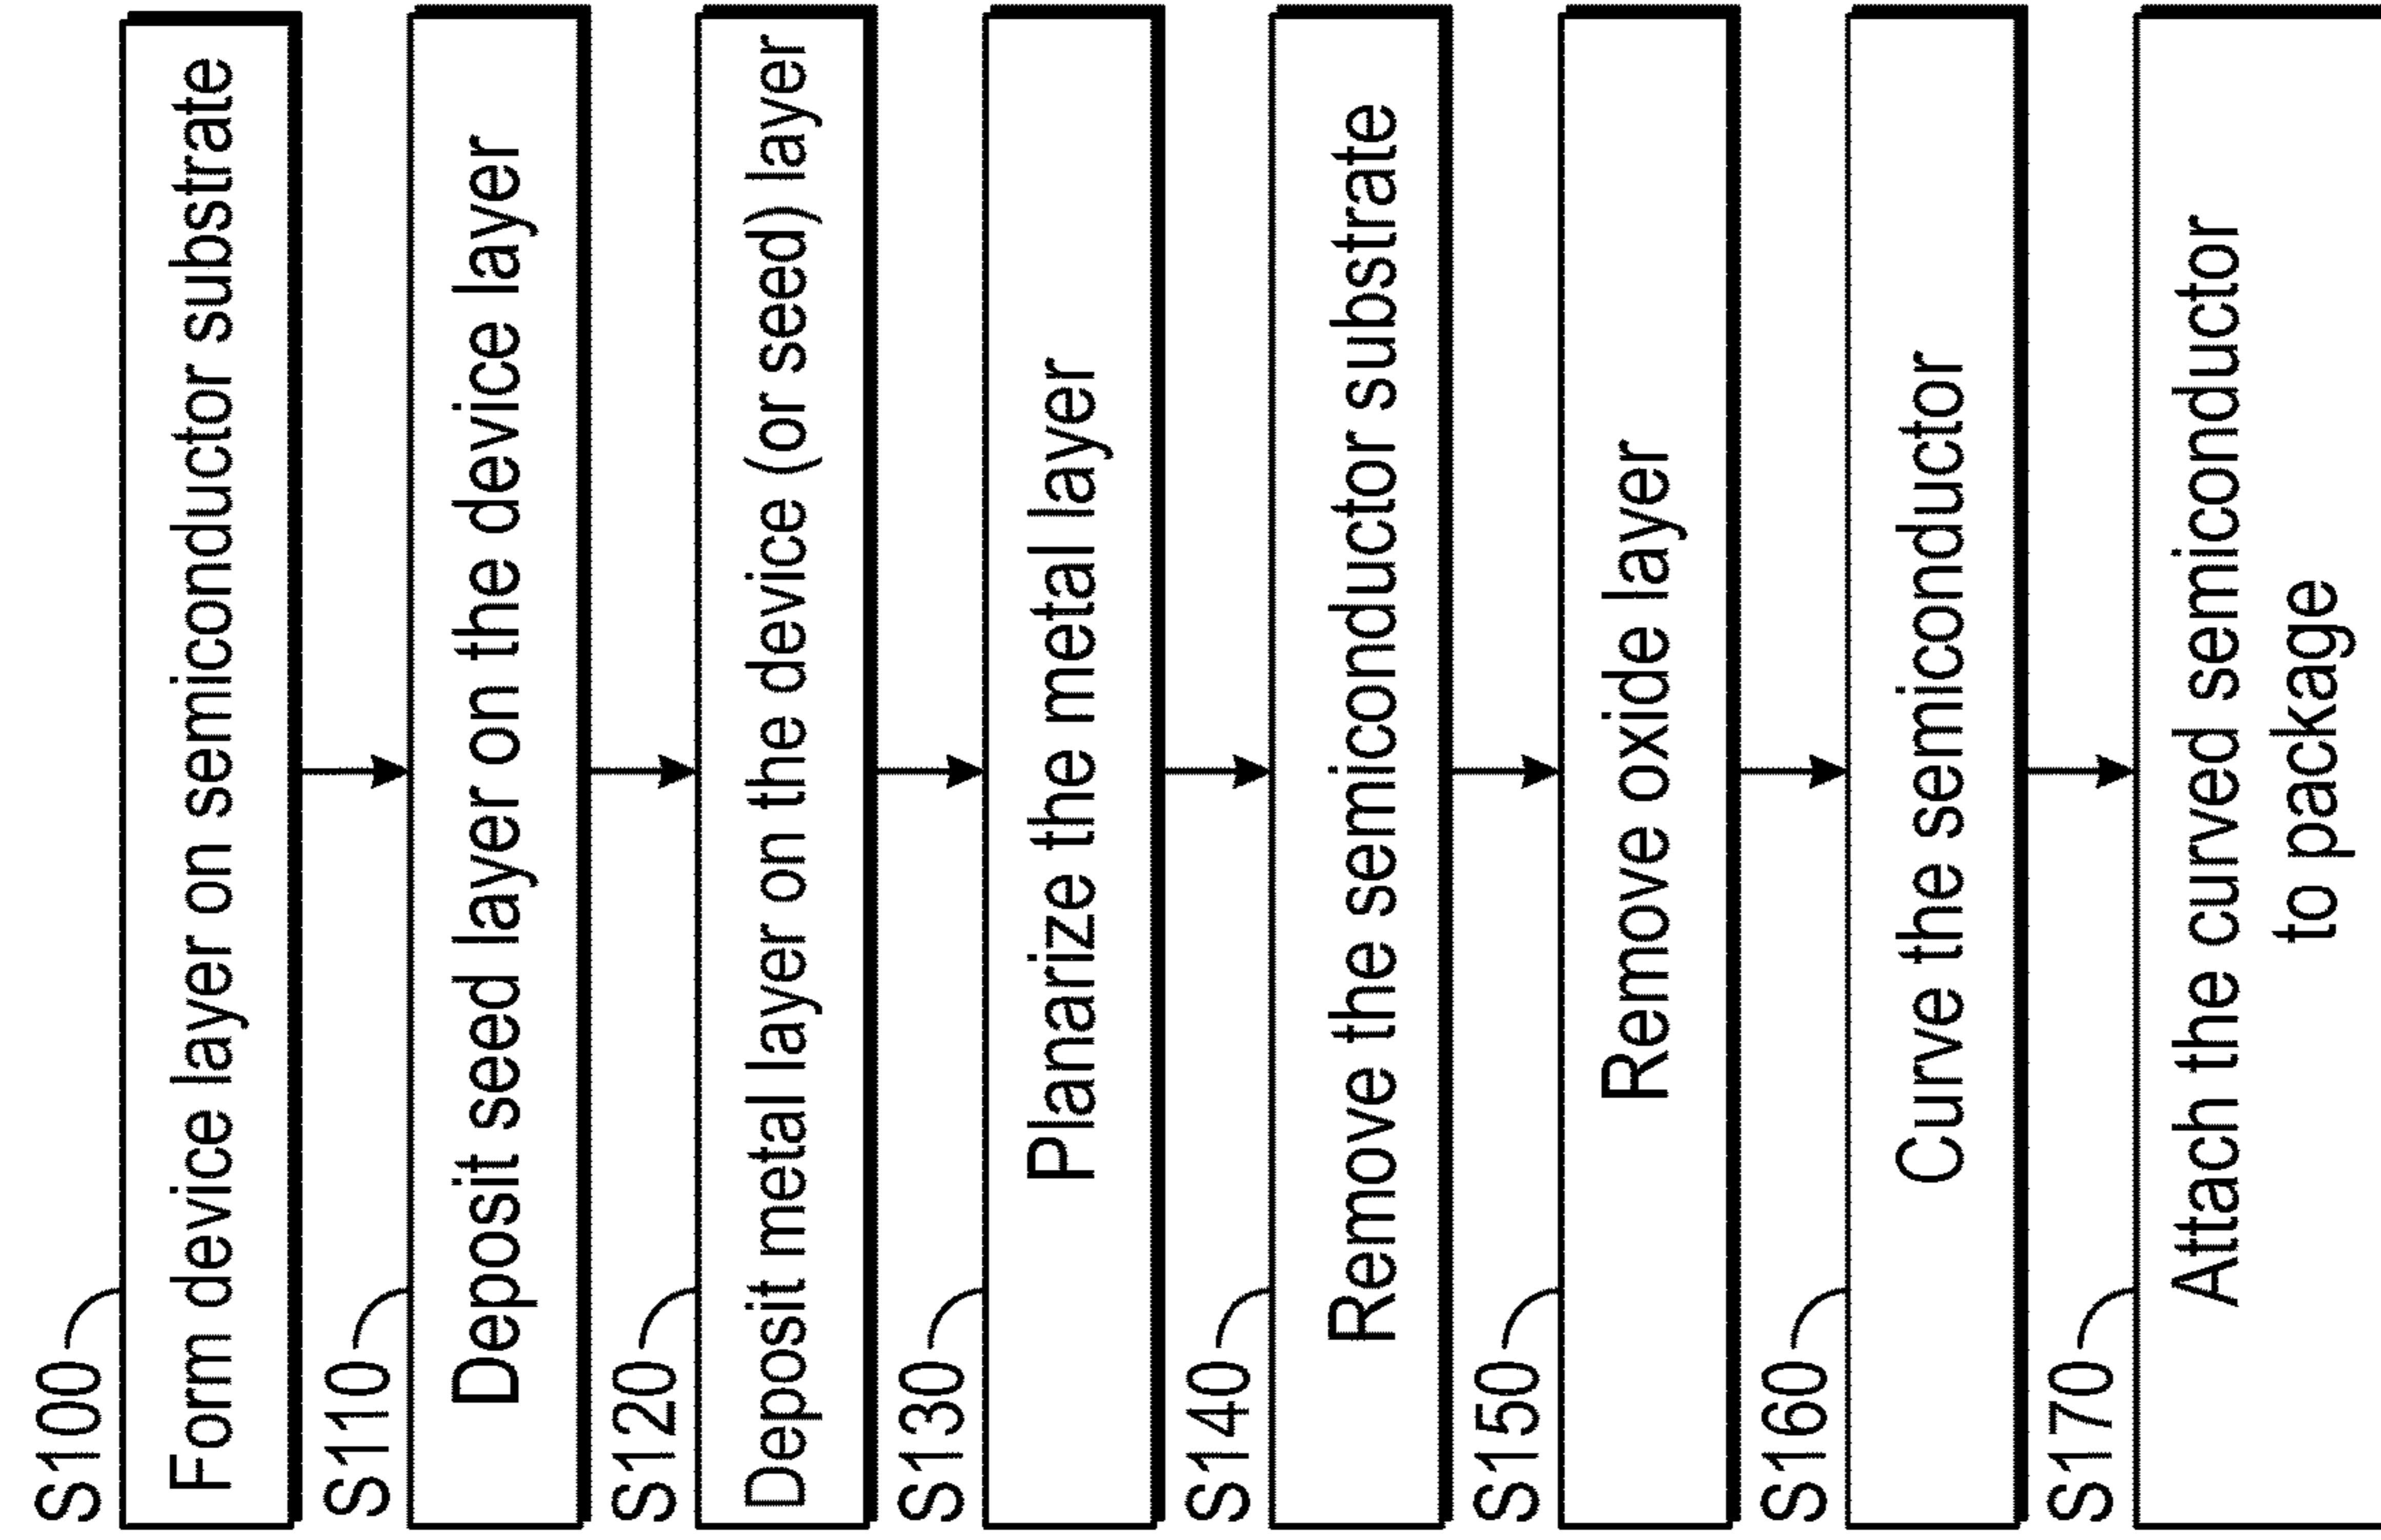 S100
Form device layer on semiconductor substrate
S110
Deposit seed layer on the device layer
S120
Deposit metal layer on the device (or seed) layer
S130
Planarize the metal layer
S140
Remove the semiconductor substrate
S150
Remove oxide layer
S160
Curve the semiconductor
S170
Attach the curved semiconductor
to package